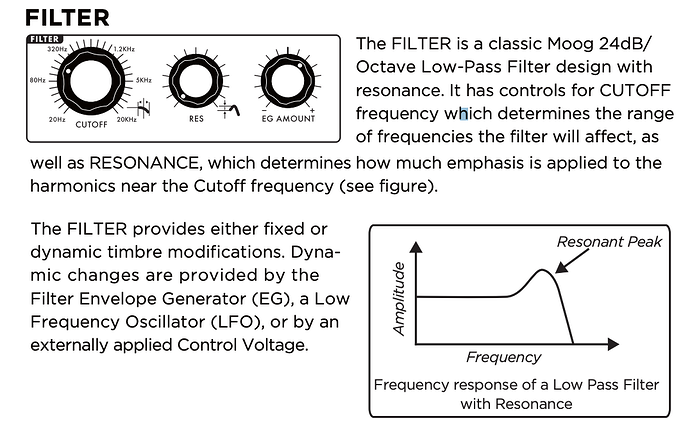 FILTER
FILTER
320Hz 1.2KHz
80Hz 5KHz
20Hz 20KHz
CUTOFF RES EG AMOUNT
- +
The FILTER is a classic Moog 24dB/
Octave Low-Pass Filter design with
resonance. It has controls for CUTOFF
frequency which determines the range
of frequencies the filter will affect, as
well as RESONANCE, which determines how much emphasis is applied to the
harmonics near the Cutoff frequency (see figure).
The FILTER provides either fixed or
dynamic timbre modifications. Dyna-
mic changes are provided by the
Filter Envelope Generator (EG), a Low
Frequency Oscillator (LFO), or by an
externally applied Control Voltage.
Resonant Peak
Amplitude
Frequency
Frequency response of a Low Pass Filter
with Resonance